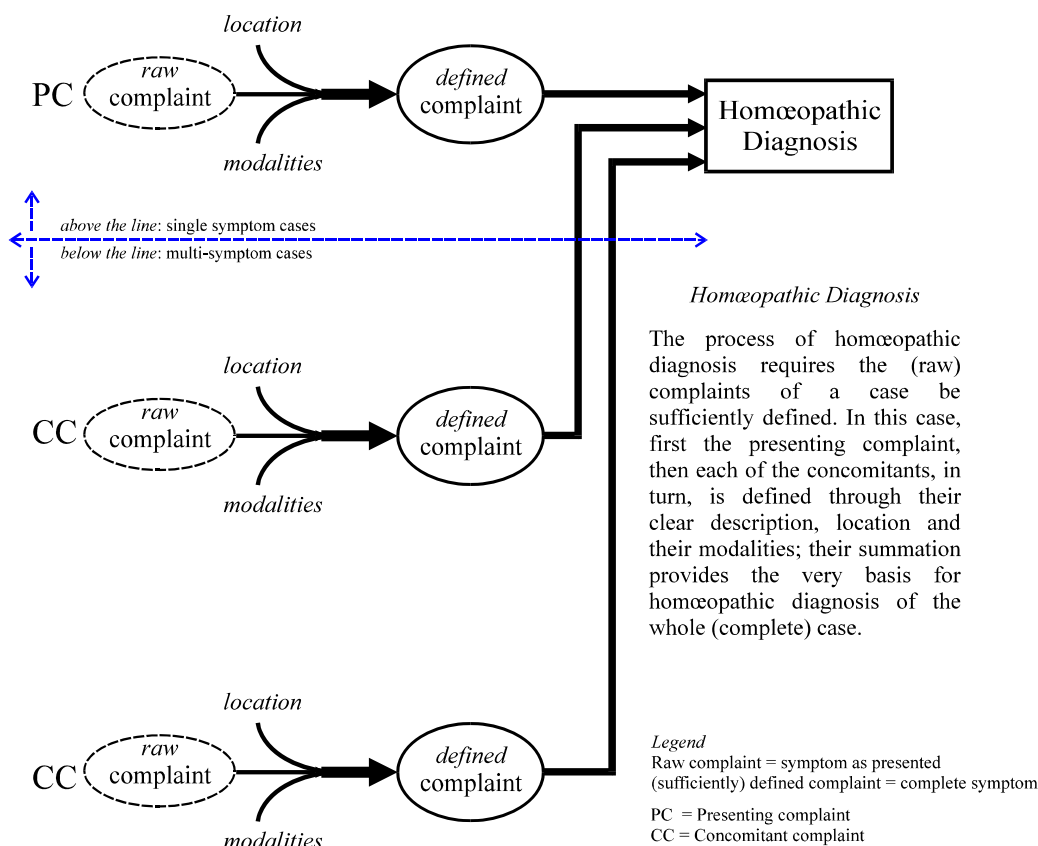 location
PC
raw
complaint
modalities
defined
complaint
Homœopathic
Diagnosis
above the line: single symptom cases
below the line: multi-symptom cases
location
CC
raw
complaint
modalities
defined
complaint
Homœopathic Diagnosis
The process of homœopathic
diagnosis requires the (raw)
complaints of a case be
sufficiently defined. In this case,
first the presenting complaint,
then each of the concomitants, in
turn, is defined through their
clear description, location and
their modalities; their summation
provides the very basis for
homœopathic diagnosis of the
whole (complete) case.
location
CC
raw
complaint
modalities
defined
complaint
Legend
Raw complaint = symptom as presented
(sufficiently) defined complaint = complete symptom
PC = Presenting complaint
CC = Concomitant complaint